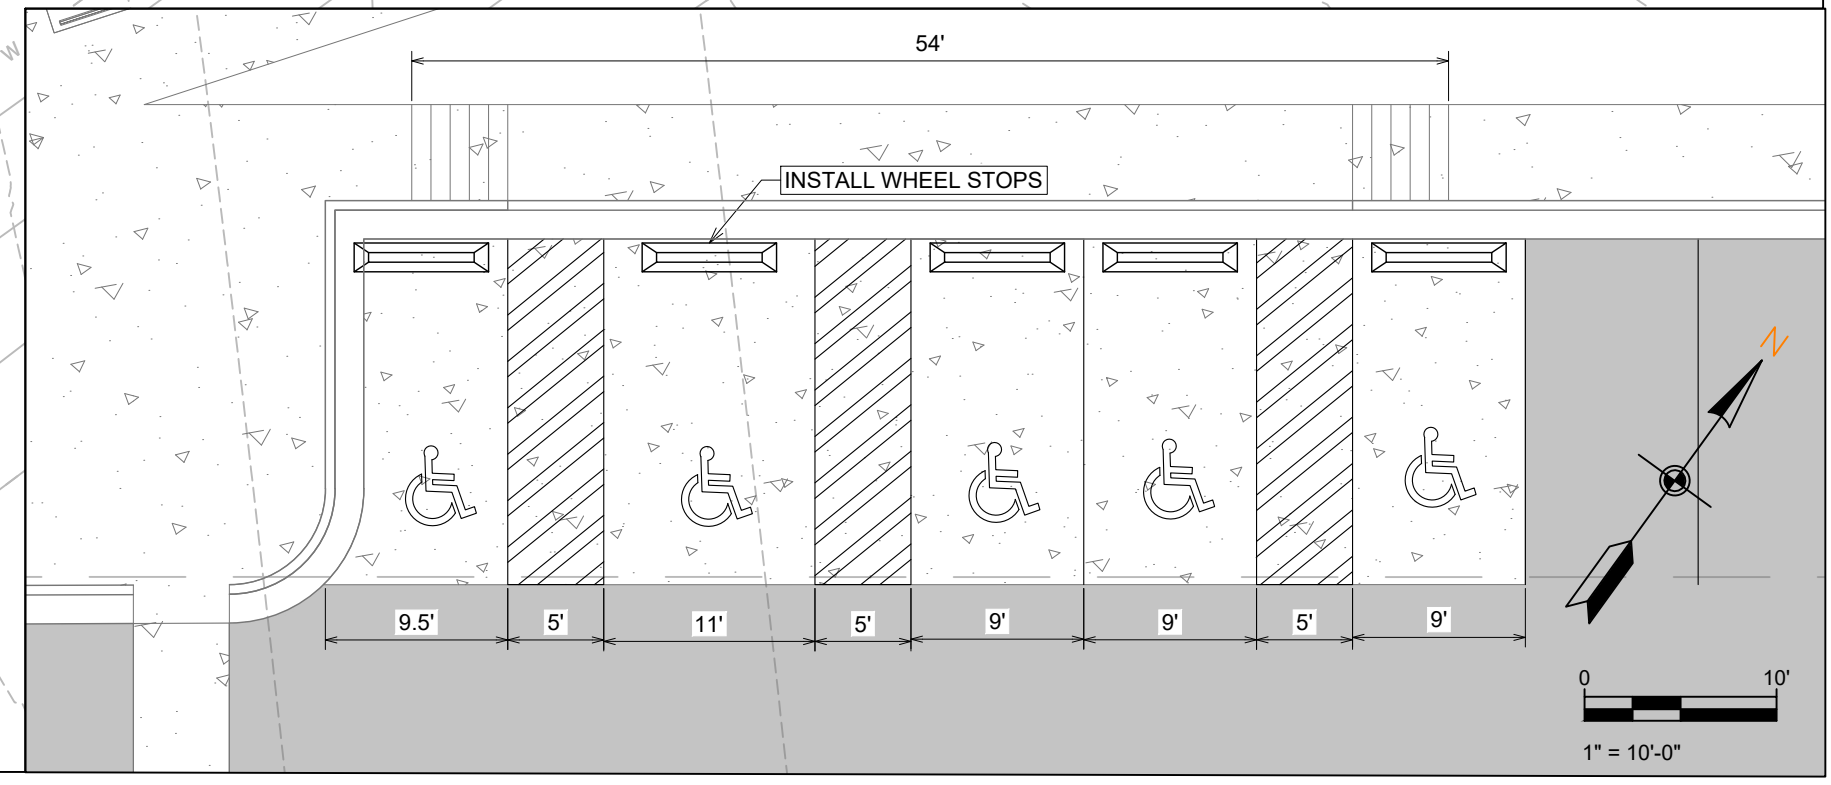 W
54'
INSTALL WHEEL STOPS
N
9.5'
5'
11'
5'
9'
9'
5'
9'
0 10'
1" = 10'-0"